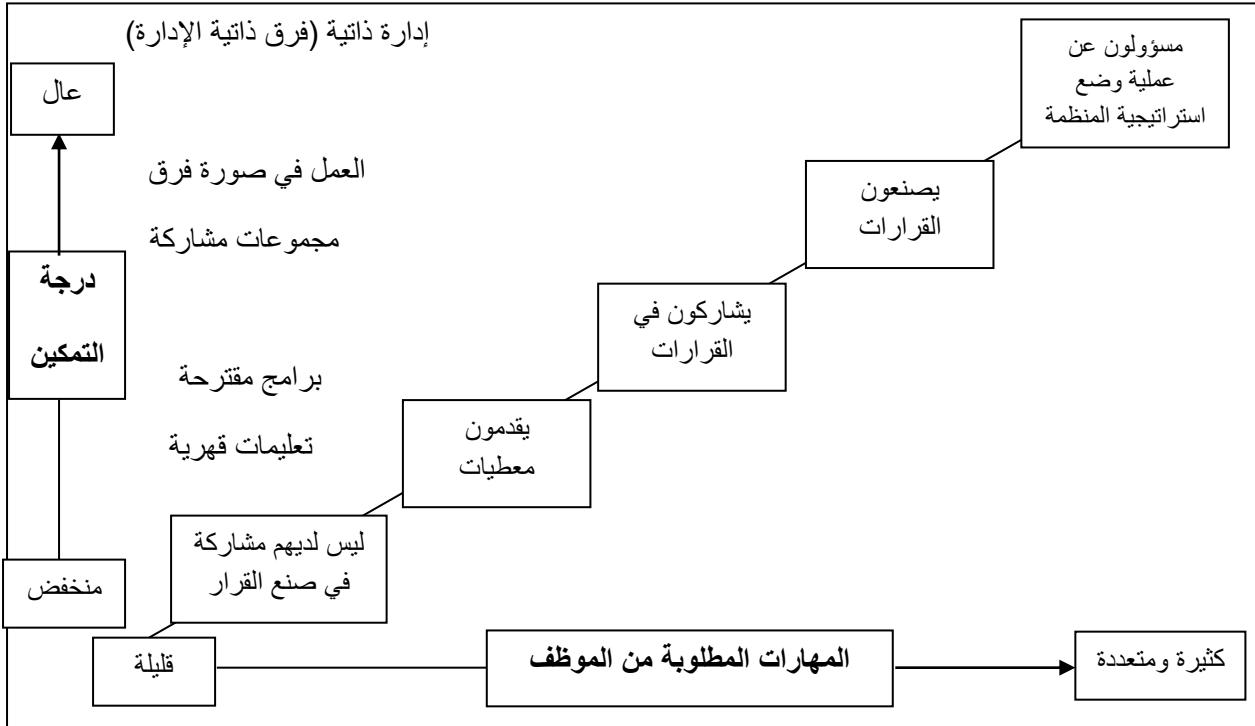 إدارة ذاتية (فرق ذاتية الإدارة)
مسؤولون عن
عملية وضع
استراتيجية المنظمة
عال
العمل في صورة فرق
يصنعون
القرارات
مجموعات مشاركة
درجة
التمكين
يشاركون في
القرارات
برامج مقترحة
يقدمون
معطيات
تعليمات قهرية
ليس لديهم مشاركة
في صنع القرار
منخفض
قليلة
المهارات المطلوبة من الموظف
كثيرة ومتعددة